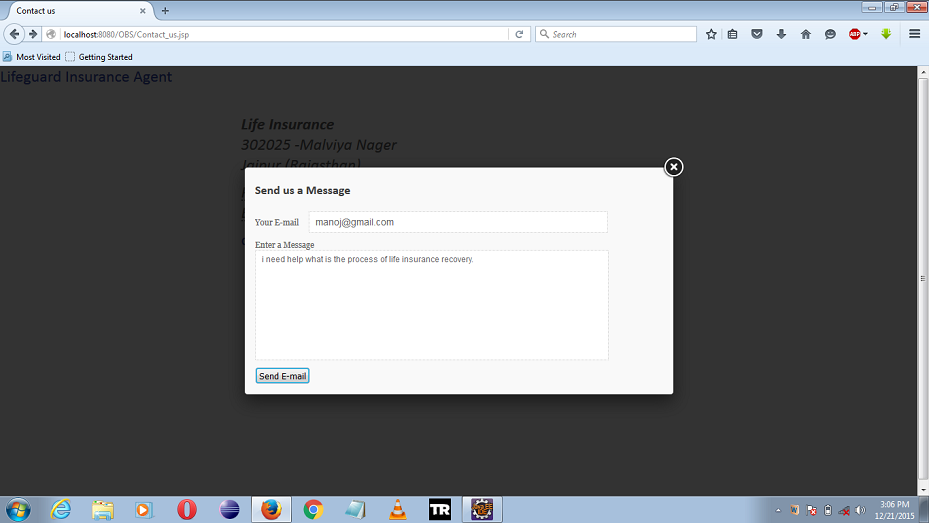 Contact us
localhost:8080/OBS/Contact_us.jsp
Search
ABP
Most Visited
Getting Started
Lifeguard Insurance Agent
Life Insurance
302025 -Malviya Nager
Jaipur (Rajasthan)
Send us a Message
Your E-mail
manoj@gmail.com
Enter a Message
i need help what is the process of life insurance recovery.
Send E-mail
TR
3:06 PM
12/21/2015